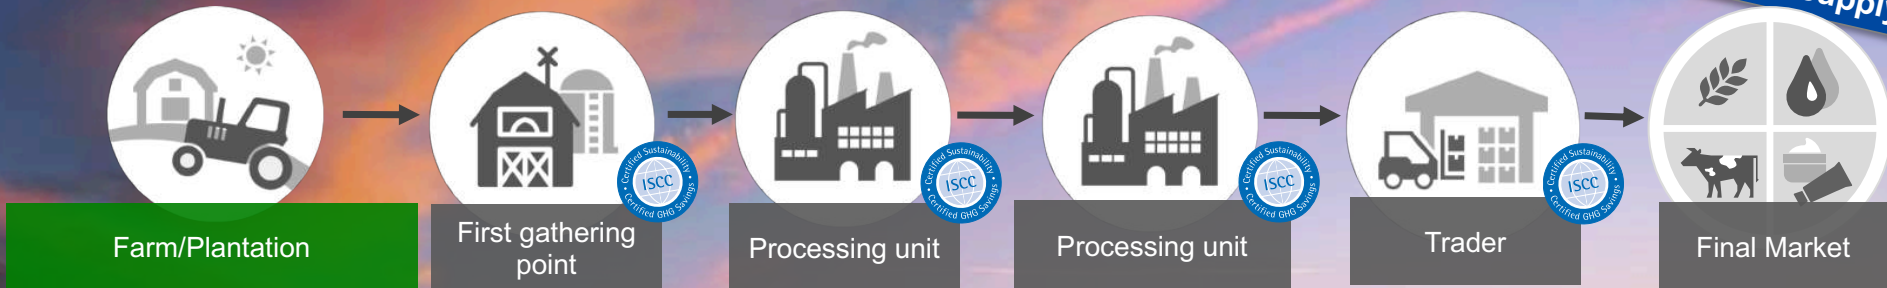 Supply
Farm/Plantation
First gathering
point
Processing unit
Processing unit
Trader
Final Market
Certified Sustainability
ISCC
Certified GHG Savings
Certified Sustainability
ISCC
Certified GHG Savings
Certified Sustainability
ISCC
Certified GHG Savings
Certified Sustainability
ISCC
Certified GHG Savings